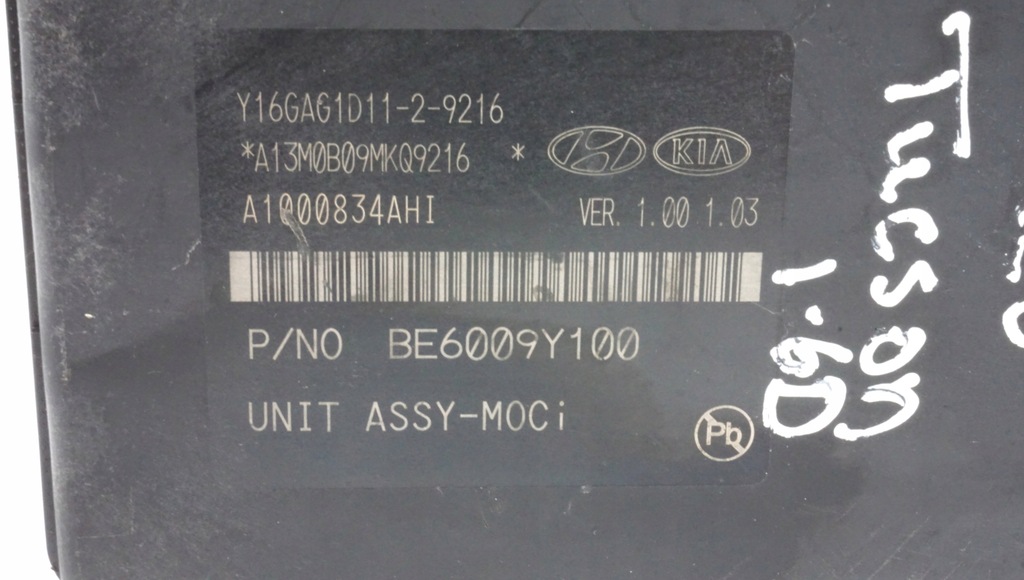 Y16GAG1D11-2-9216
*A13M0B09MKQ9216 *
KIA
A1000834AHI VER. 1.00 1.03
P/NO BE6009Y100
UNIT ASSY-MOCi
Pb
Tucson
1.6D